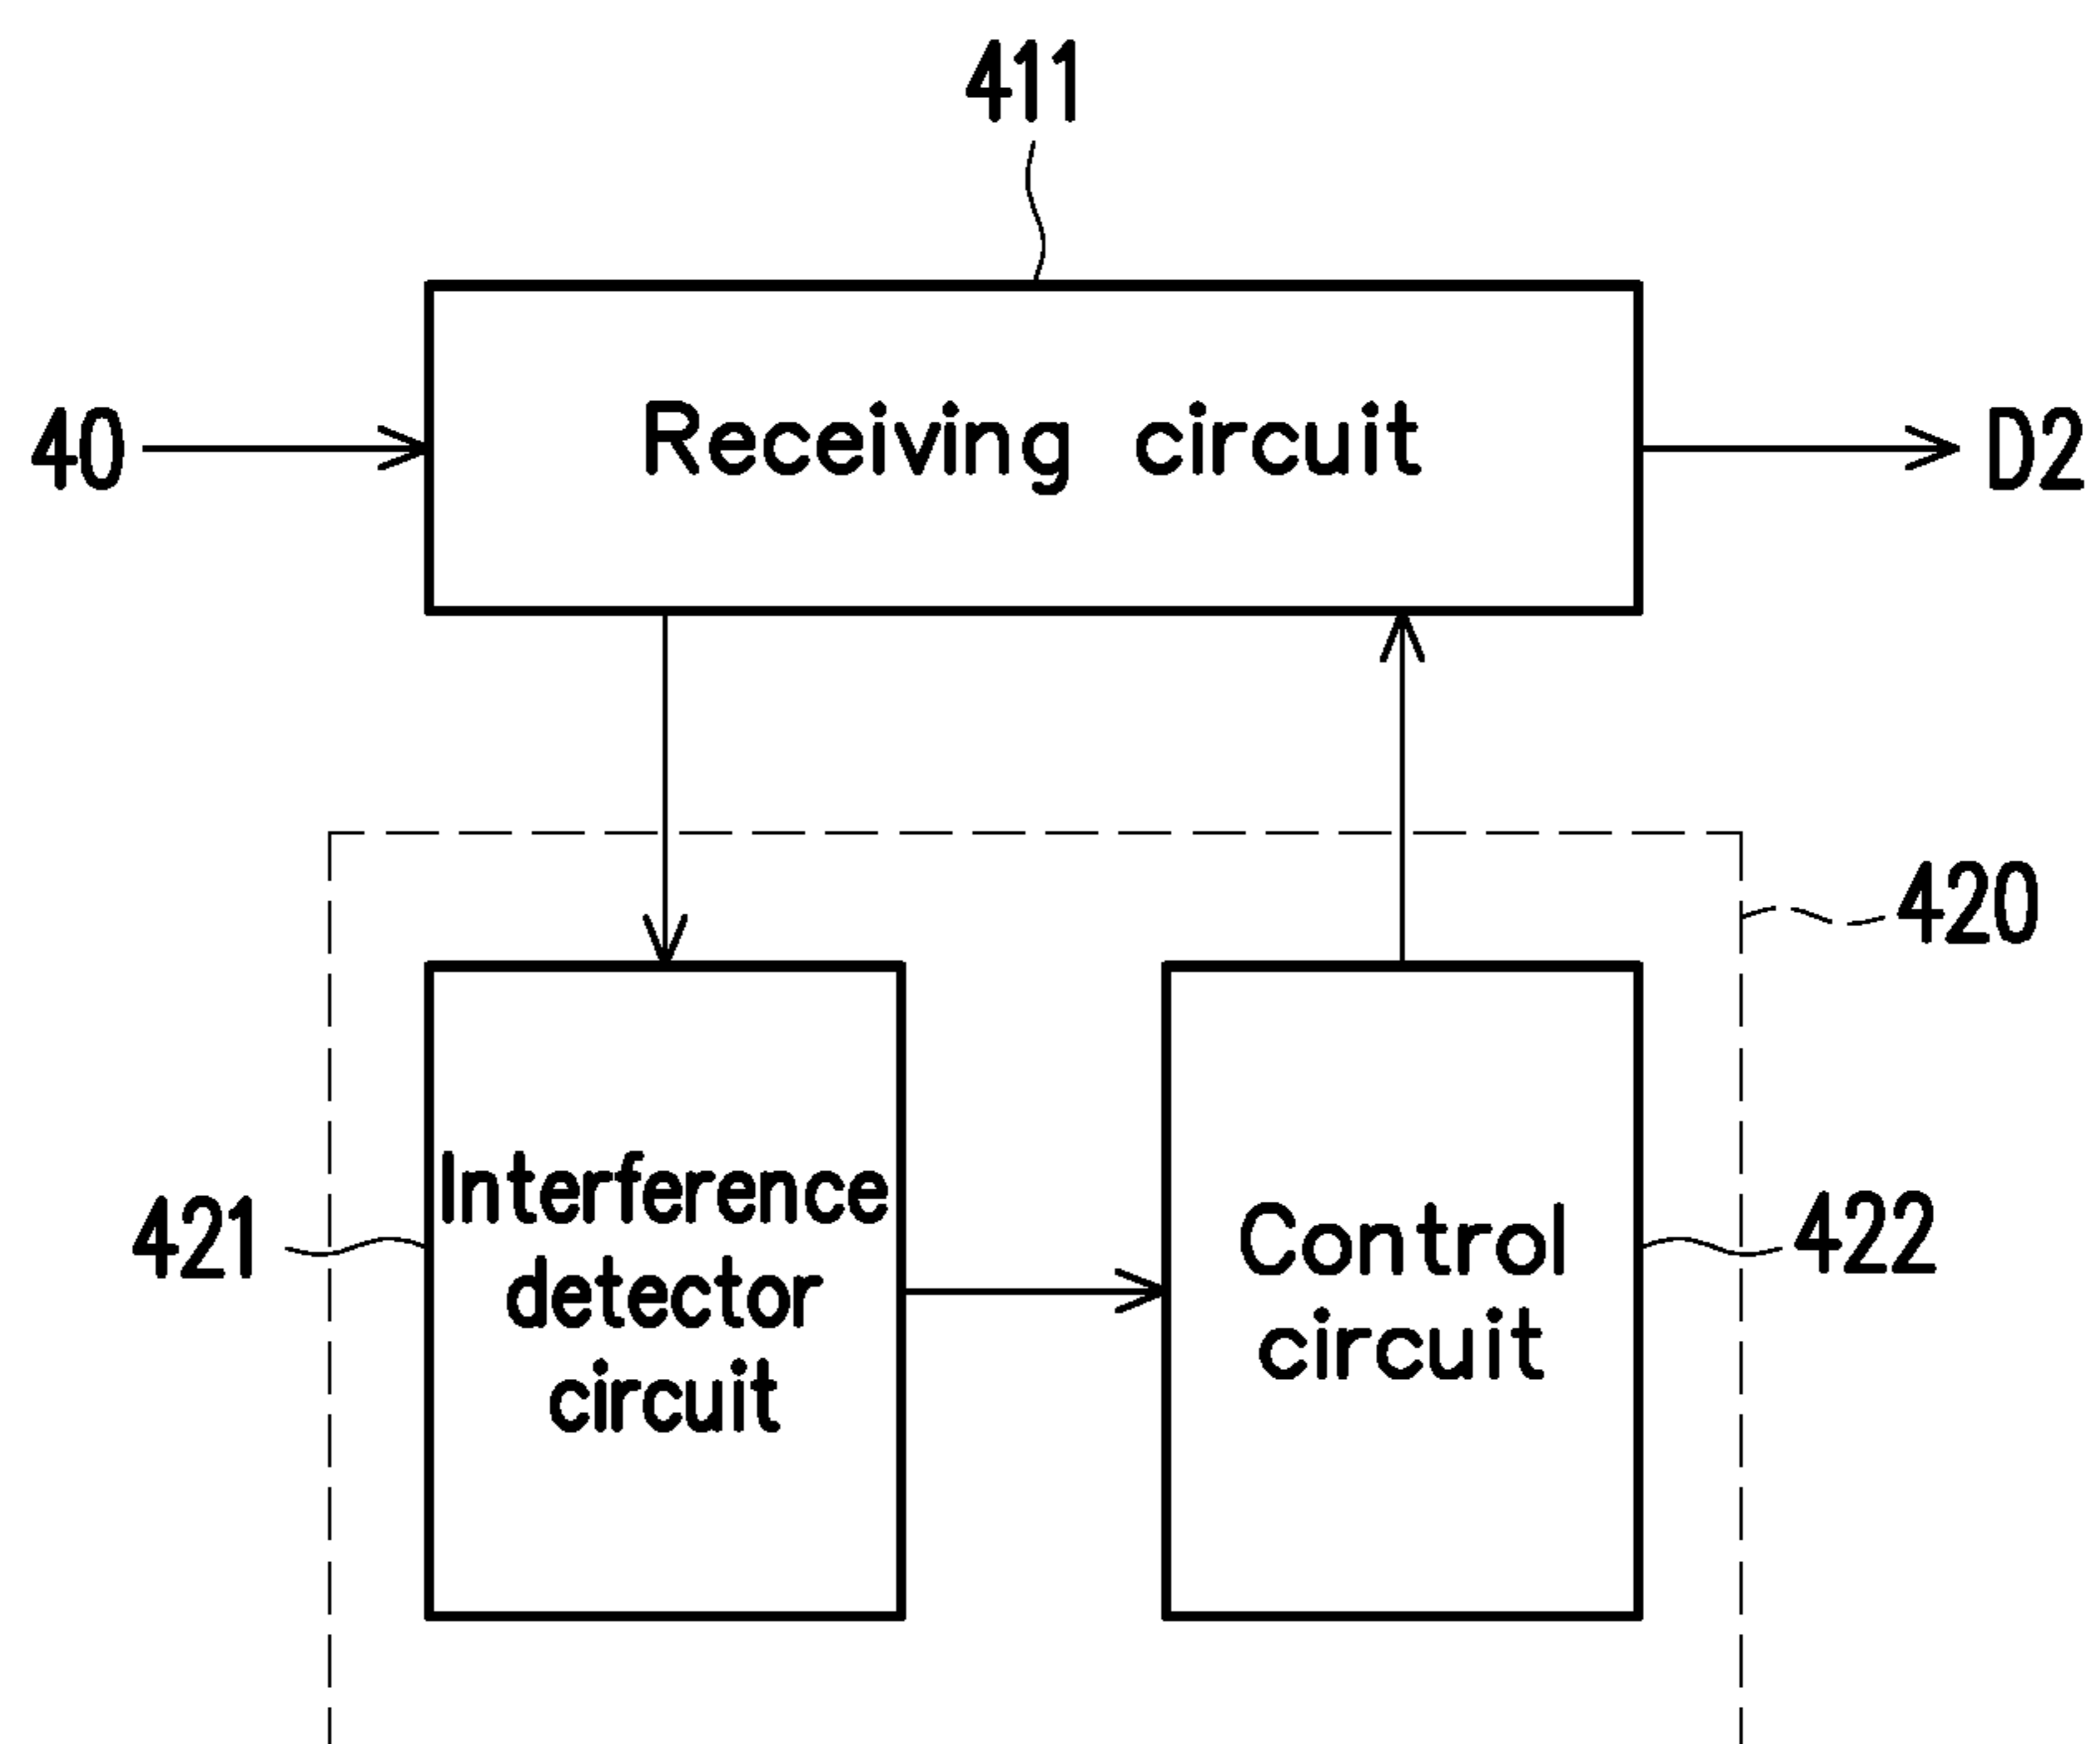 411
40
Receiving circuit
D2
420
421
Interference
detector
circuit
Control
circuit
422